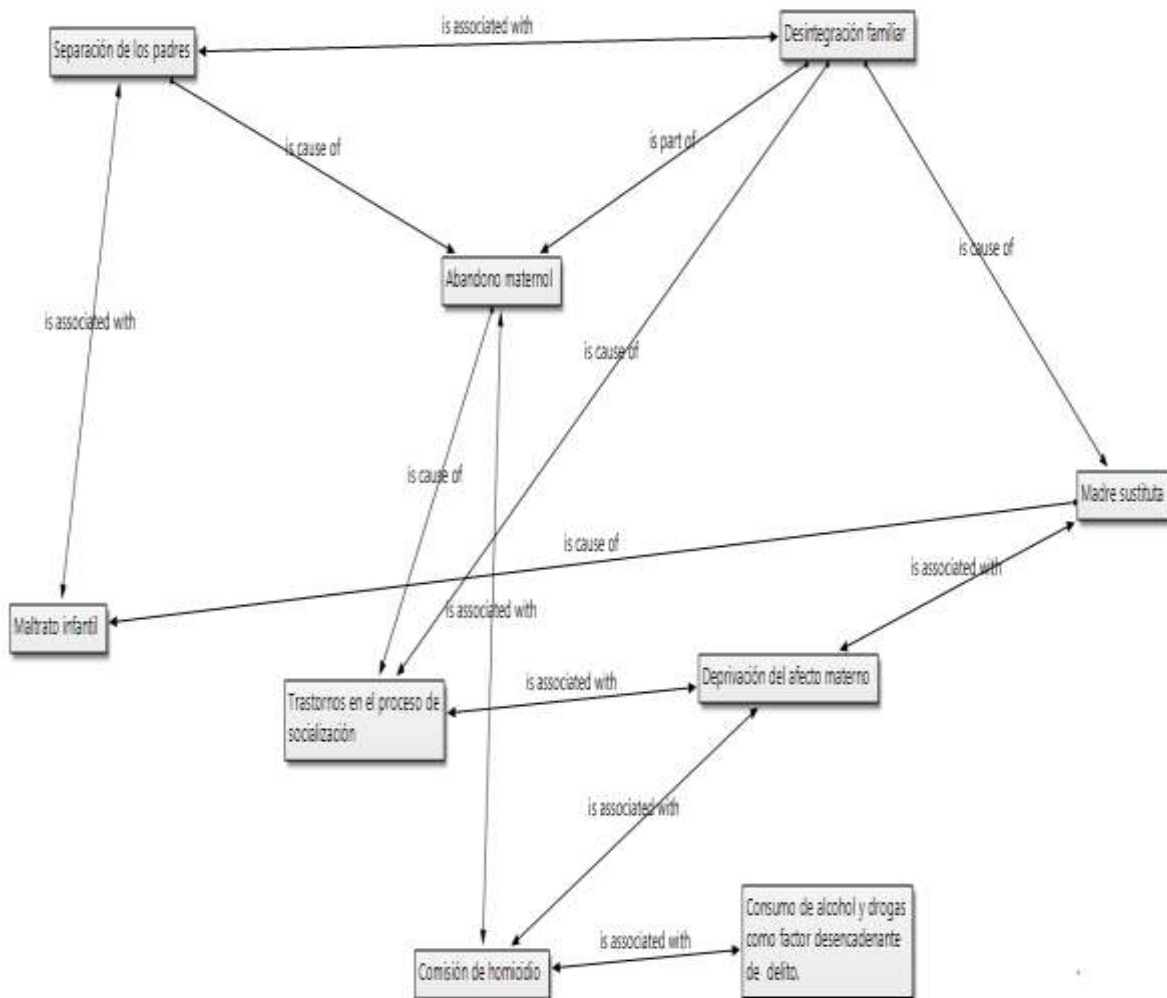 is associated with
Separación de los padres
Desintegración familiar
is cause of
is part of
is cause of
Abandono maternol
is associated with
is cause of
is cause of
Madre sustituta
is cause of
is associated with
Maltrato infantil
is associated with
Deprivación del afecto materno
is associated with
Trastornos en el proceso de
socialización
is associated with
Consumo de alcohol y drogas
como factor desencadenante
de delito.
is associated with
Comisión de homicidio